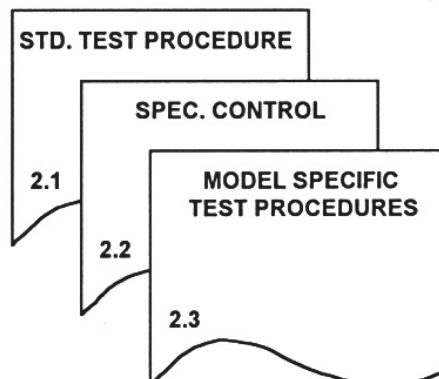 STD. TEST PROCEDURE
SPEC. CONTROL
2.1
MODEL SPECIFIC
TEST PROCEDURES
2.2
2.3